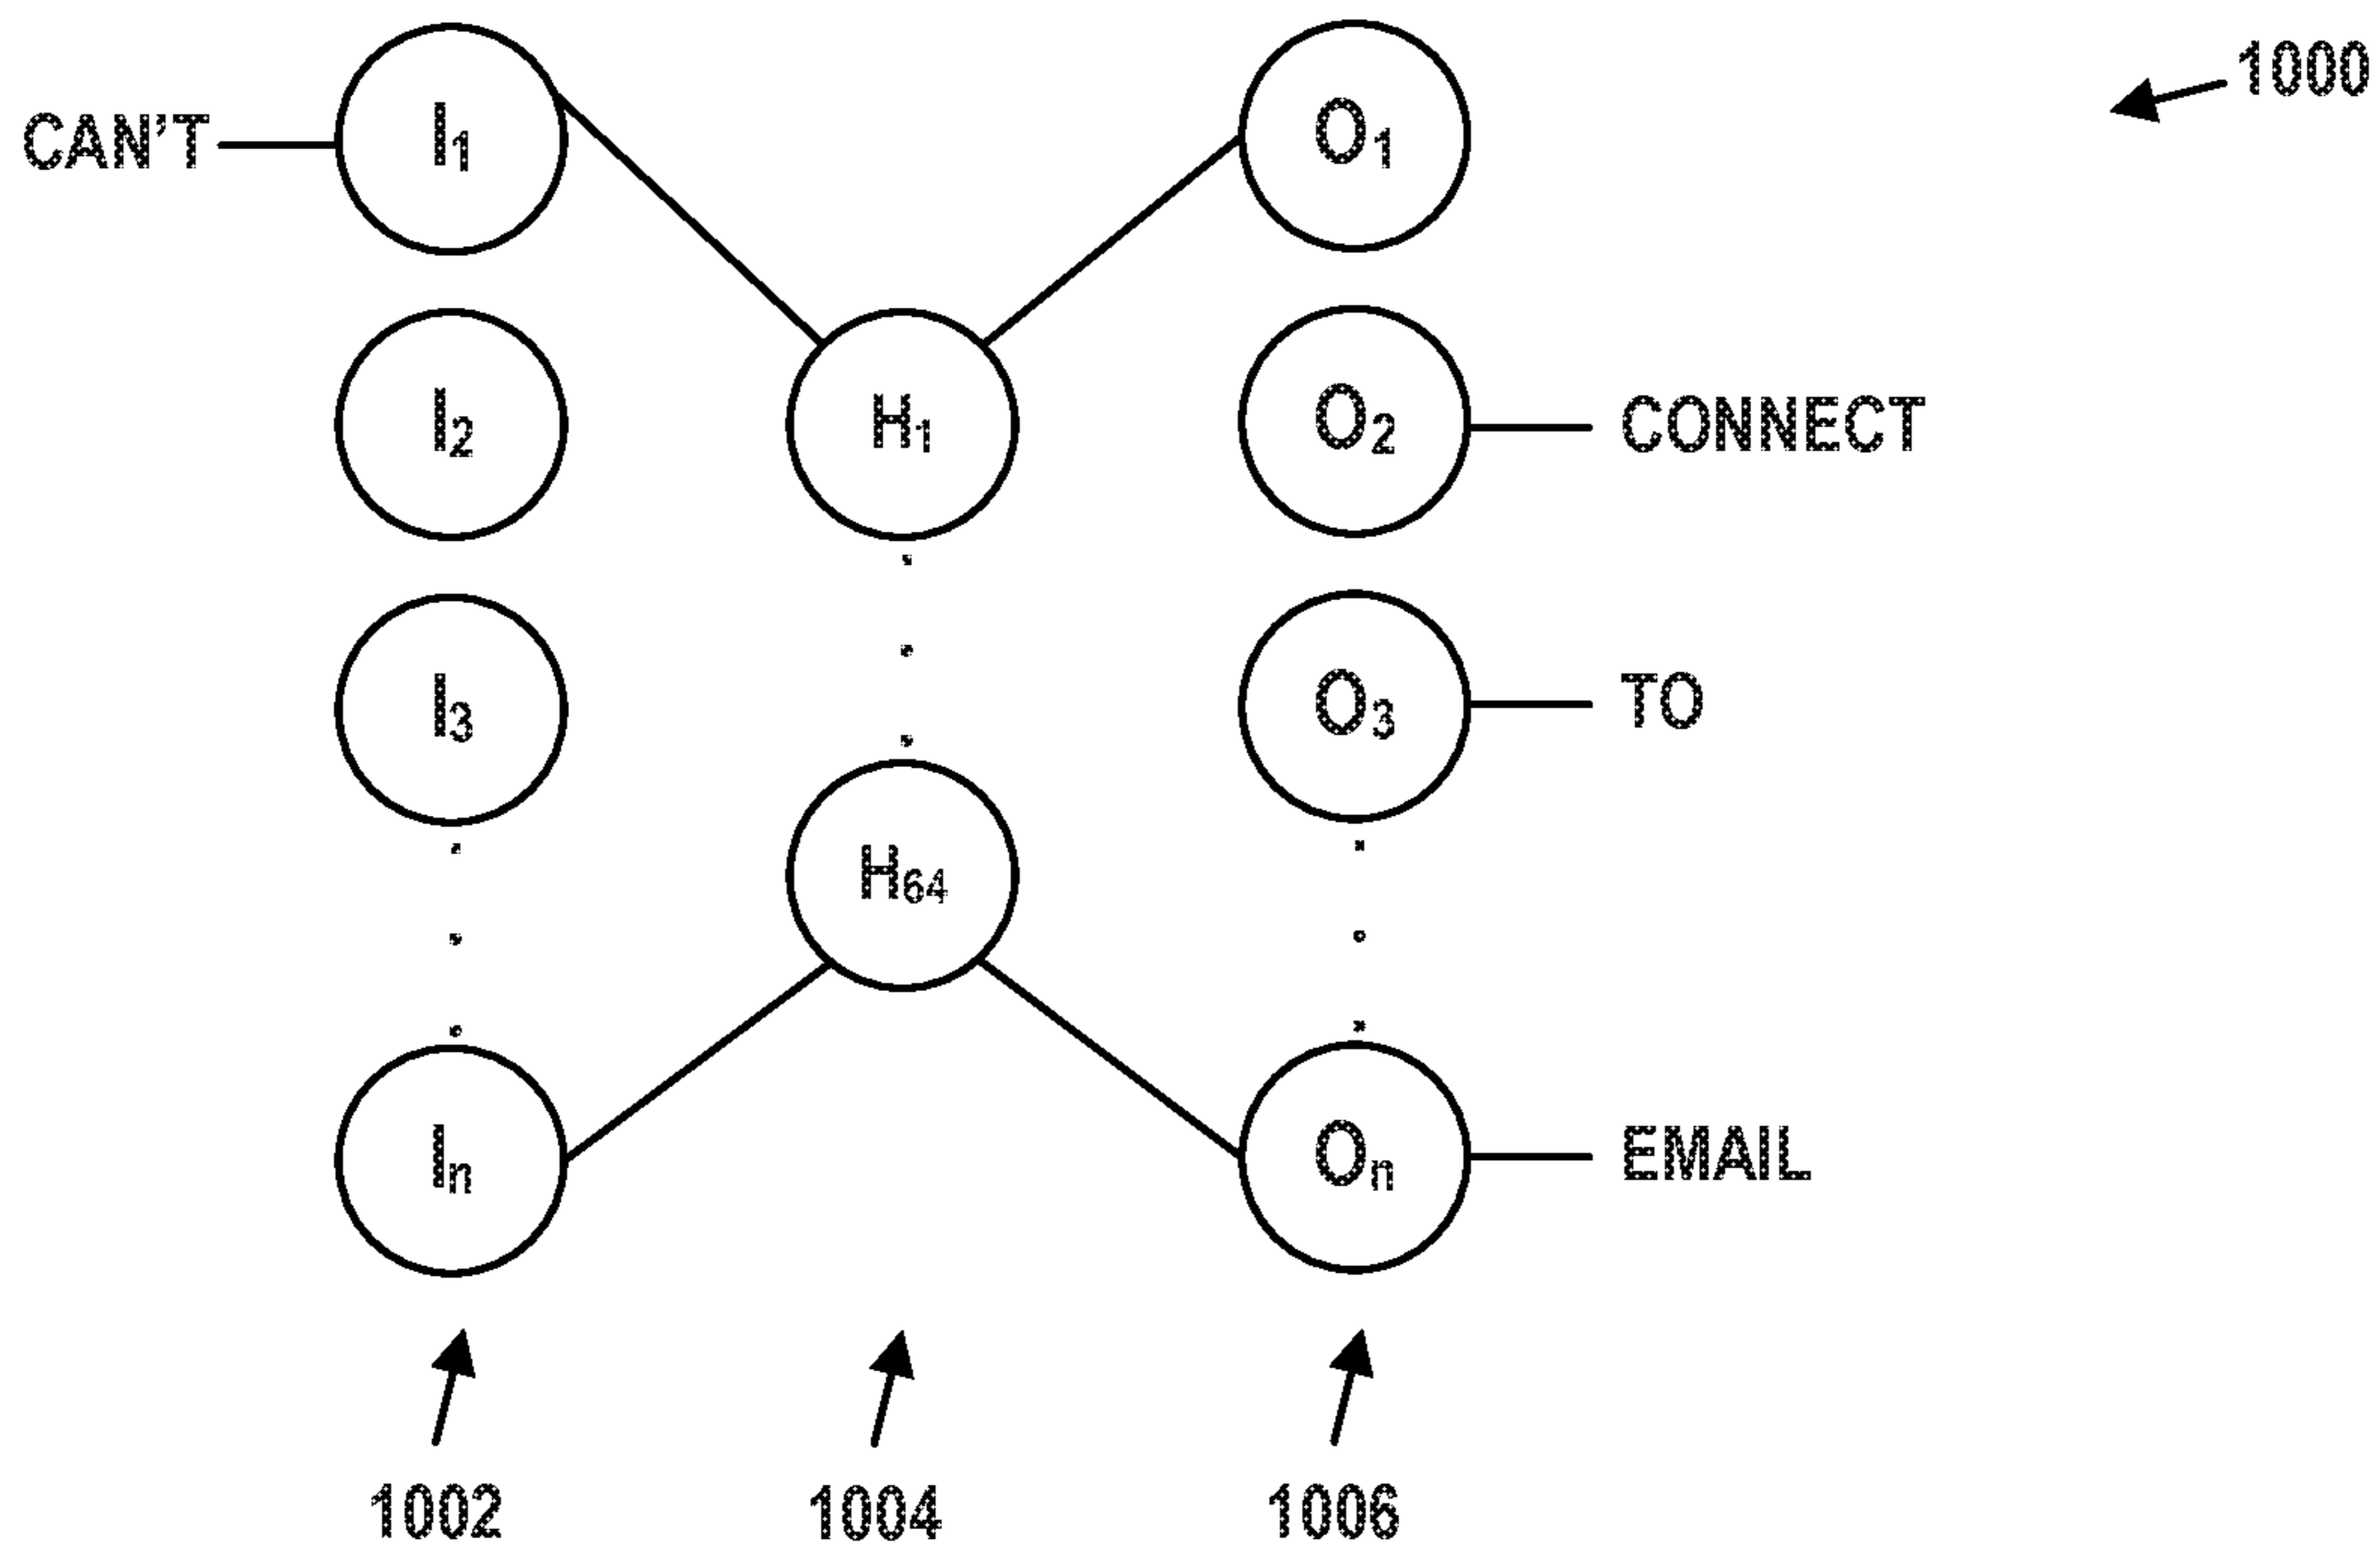 1000
CAN'T I1 O1
I2 H1 O2 CONNECT
I3 O3 TO
H64
In On EMAIL
1002 1004 1006